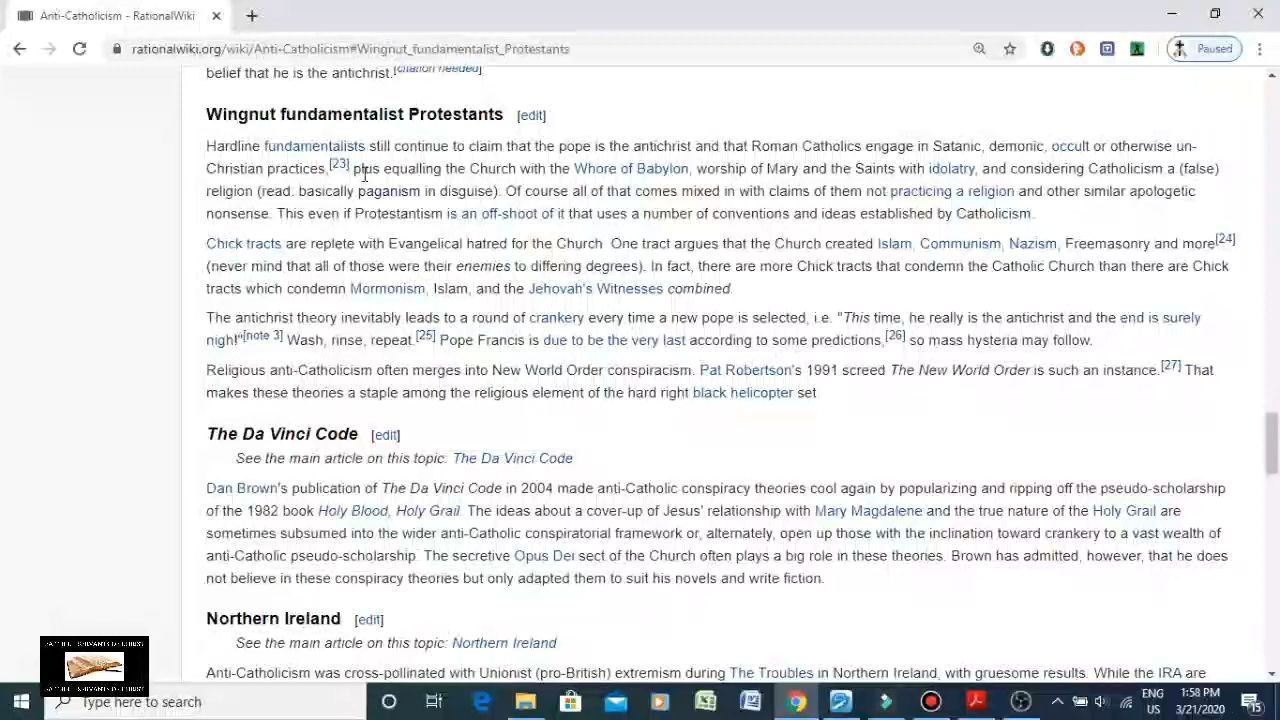 Anti-Catholicism - RationalWiki
rationalwiki.org/wiki/Anti-Catholicism#Wingnut_fundamentalist_Protestants
Paused
belief that he is the antichrist.[citation needed]
Wingnut fundamentalist Protestants [edit]
Hardline fundamentalists still continue to claim that the pope is the antichrist and that Roman Catholics engage in Satanic, demonic, occult or otherwise un-
Christian practices,[23] plus equalling the Church with the Whore of Babylon, worship of Mary and the Saints with idolatry, and considering Catholicism a (false)
religion (read: basically paganism in disguise). Of course all of that comes mixed in with claims of them not practicing a religion and other similar apologetic
nonsense. This even if Protestantism is an off-shoot of it that uses a number of conventions and ideas established by Catholicism.
Chick tracts are replete with Evangelical hatred for the Church. One tract argues that the Church created Islam, Communism, Nazism, Freemasonry and more[24]
(never mind that all of those were their enemies to differing degrees). In fact, there are more Chick tracts that condemn the Catholic Church than there are Chick
tracts which condemn Mormonism, Islam, and the Jehovah's Witnesses combined.
The antichrist theory inevitably leads to a round of crankery every time a new pope is selected, i.e. "This time, he really is the antichrist and the end is surely
nigh!"[note 3] Wash, rinse, repeat.[25] Pope Francis is due to be the very last according to some predictions,[26] so mass hysteria may follow.
Religious anti-Catholicism often merges into New World Order conspiracism. Pat Robertson's 1991 screed The New World Order is such an instance.[27] That
makes these theories a staple among the religious element of the hard right black helicopter set.
The Da Vinci Code [edit]
See the main article on this topic: The Da Vinci Code
Dan Brown's publication of The Da Vinci Code in 2004 made anti-Catholic conspiracy theories cool again by popularizing and ripping off the pseudo-scholarship
of the 1982 book Holy Blood, Holy Grail. The ideas about a cover-up of Jesus' relationship with Mary Magdalene and the true nature of the Holy Grail are
sometimes subsumed into the wider anti-Catholic conspiratorial framework or, alternately, open up those with the inclination toward crankery to a vast wealth of
anti-Catholic pseudo-scholarship. The secretive Opus Dei sect of the Church often plays a big role in these theories. Brown has admitted, however, that he does
not believe in these conspiracy theories but only adapted them to suit his novels and write fiction.
Northern Ireland [edit]
See the main article on this topic: Northern Ireland
Anti-Catholicism was cross-pollinated with Unionist (pro-British) extremism during The Troubles in Northern Ireland, with gruesome results. While the IRA are
Type here to search
ENG
US
1:58 PM
3/21/2020
15